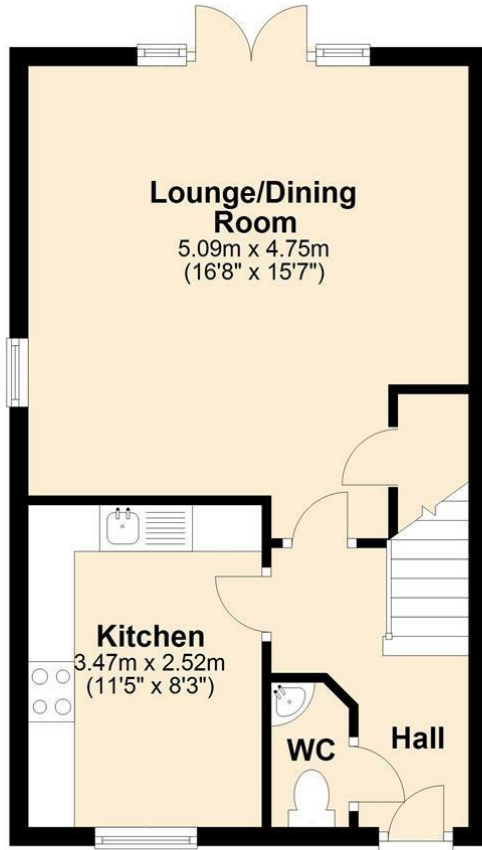 Lounge/Dining
Room
5.09m x 4.75m
(16'8" x 15'7")
Kitchen
3.47m x 2.52m
(11'5" x 8'3")
WC
Hall